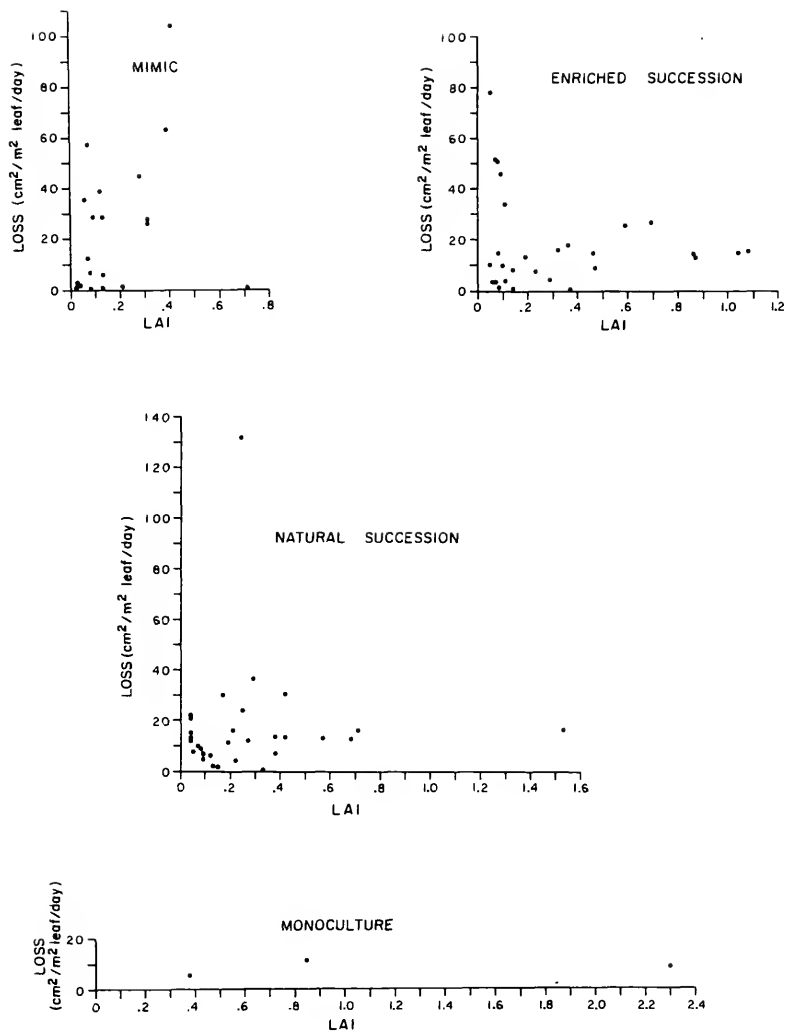 MIMIC
LOSS (cm²/m² leaf/day)
100
80
60
40
20
0
0 .2 .4 .6 0.8
LAI
ENRICHED SUCCESSION
LOSS (cm²/m² leaf/day)
100
80
60
40
20
0
0 .2 .4 .6 .8 1.0 1.2
LAI
NATURAL SUCCESSION
LOSS (cm²/m² leaf/day)
140
120
100
80
60
40
20
0
0 .2 .4 .6 .8 1.0 1.2 1.4 1.6
LAI
MONOCULTURE
LOSS
(cm²/m² leaf/day)
20
0
0 .2 .4 .6 .8 1.0 1.2 1.4 1.6 1.8 2.0 2.2 2.4
LAI